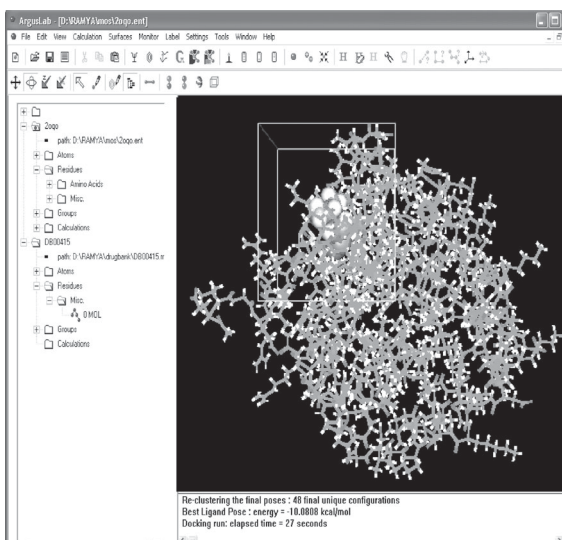 ArgusLab - [D:\RAMYA\mos\2oqo.ent]
File Edit View Calculation Surfaces Monitor Label Settings Tools Window Help
2oqo
path: D:\RAMYA\mos\2oqo.ent
Atoms
Residues
Amino Acids
Misc.
Groups
Calculations
DB00415
path: D:\RAMYA\drugbank\DB00415.m
Atoms
Residues
Misc.
0 MOL
Groups
Calculations
Re-clustering the final poses : 48 final unique configurations
Best Ligand Pose : energy = -10.0808 kcal/mol
Docking run: elapsed time = 27 seconds